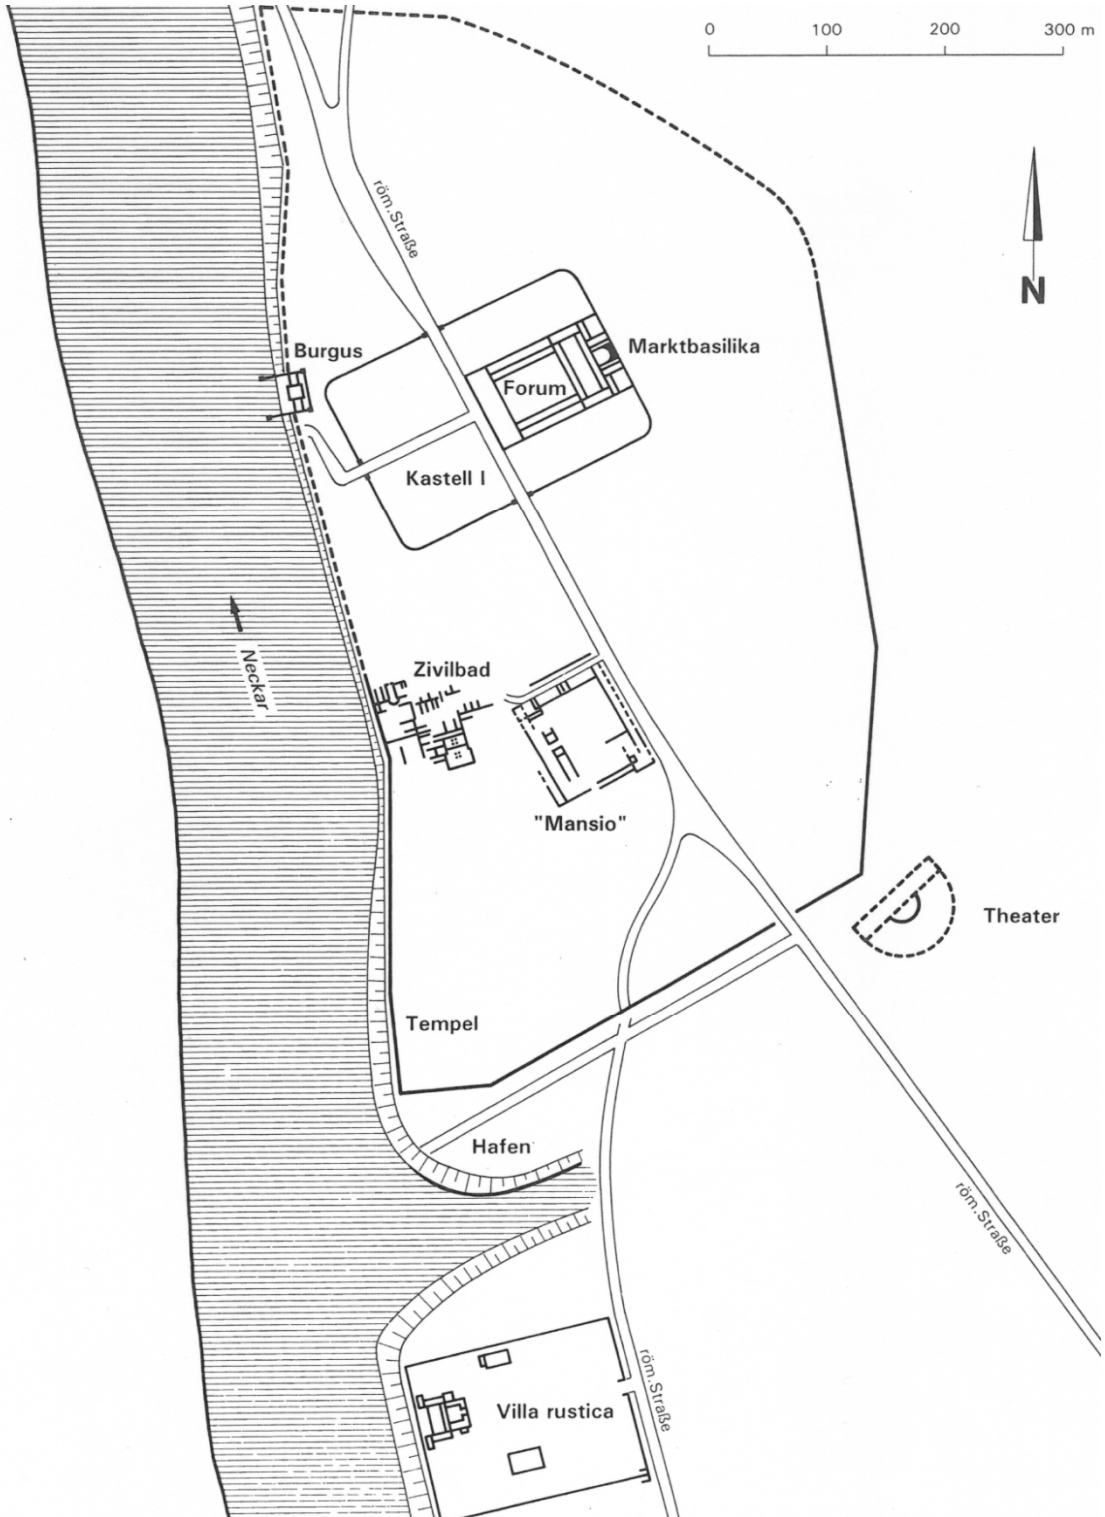 0 100 200 300 m
röm.Straße
N
Burgus
Marktbasilika
Forum
Kastell I
Neckar
Zivilbad
"Mansio"
Theater
Tempel
Hafen
röm.Straße
röm.Straße
Villa rustica